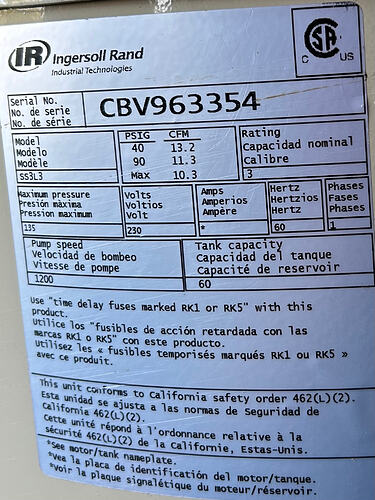 IR Ingersoll Rand
Industrial Technologies
CSA
C US
Serial No.
No. de serie
No. de série
CBV963354
Model
Modelo
Modèle
SS3L3
PSIG CFM
40 13.2
90 11.3
Max 10.3
Rating
Capacidad nominal
Calibre
3
Maximum pressure
Presión màxima
Pression maximum
135
Volts
Voltios
Volt
230
Amps
Amperios
Ampère
*
Hertz
Hertzios
Hertz
60
Phases
Fases
Phases
1
Pump speed
Velocidad de bombeo
Vitesse de pompe
1200
Tank capacity
Capacidad del tanque
Capacité de reservoir
60
Use "time delay fuses marked RK1 or RK5" with this
product.
Utilice los "fusibles de acción retardada con las
marcas RK1 o RK5" con este producto.
Utilisez les « fusibles temporisés marqués RK1 ou RK5 »
avec ce produit.
This unit conforms to California safety order 462(L)(2).
Esta unidad se ajusta a las normas de Seguridad de
California 462(L)(2).
Cette unité répond à l'ordonnance relative à la
sécurité 462(L)(2) de la Californie, Estas-Unis.
*See motor/tank nameplate.
*Vea la placa de identificación del motor/tanque.
*Voir la plaque signalétique du moteur/réservoir.